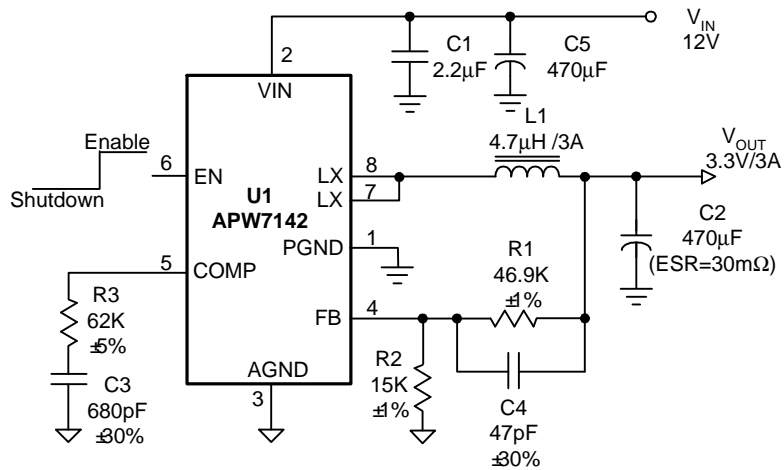 V_IN
12V
C1
2.2μF
C5
470μF
2
VIN
L1
4.7μH /3A
V_OUT
3.3V/3A
Enable
Shutdown
6
EN
U1
APW7142
LX
8
LX
7
PGND
1
C2
470μF
(ESR=30mΩ)
5
COMP
R1
46.9K
±1%
R3
62K
±5%
FB
4
C3
680pF
±30%
AGND
3
R2
15K
±1%
C4
47pF
±30%